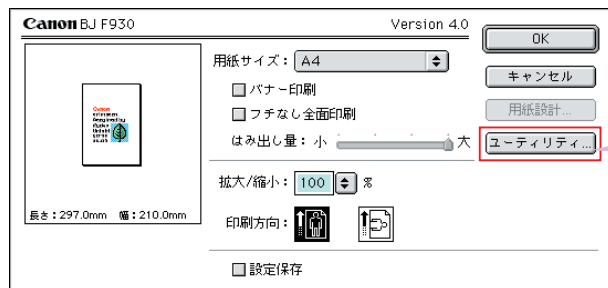 Canon BJ F930
Version 4.0
OK
用紙サイズ： A4
キャンセル
バナー印刷
フチなし全面印刷
用紙設計...
はみ出し量： 小 大
ユーティリティ...
拡大/縮小： 100 %
長さ：297.0mm 幅：210.0mm
印刷方向：
設定保存